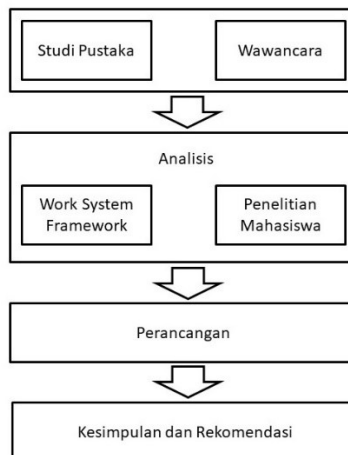 Studi Pustaka
Wawancara
Analisis
Work System
Framework
Penelitian
Mahasiswa
Perancangan
Kesimpulan dan Rekomendasi